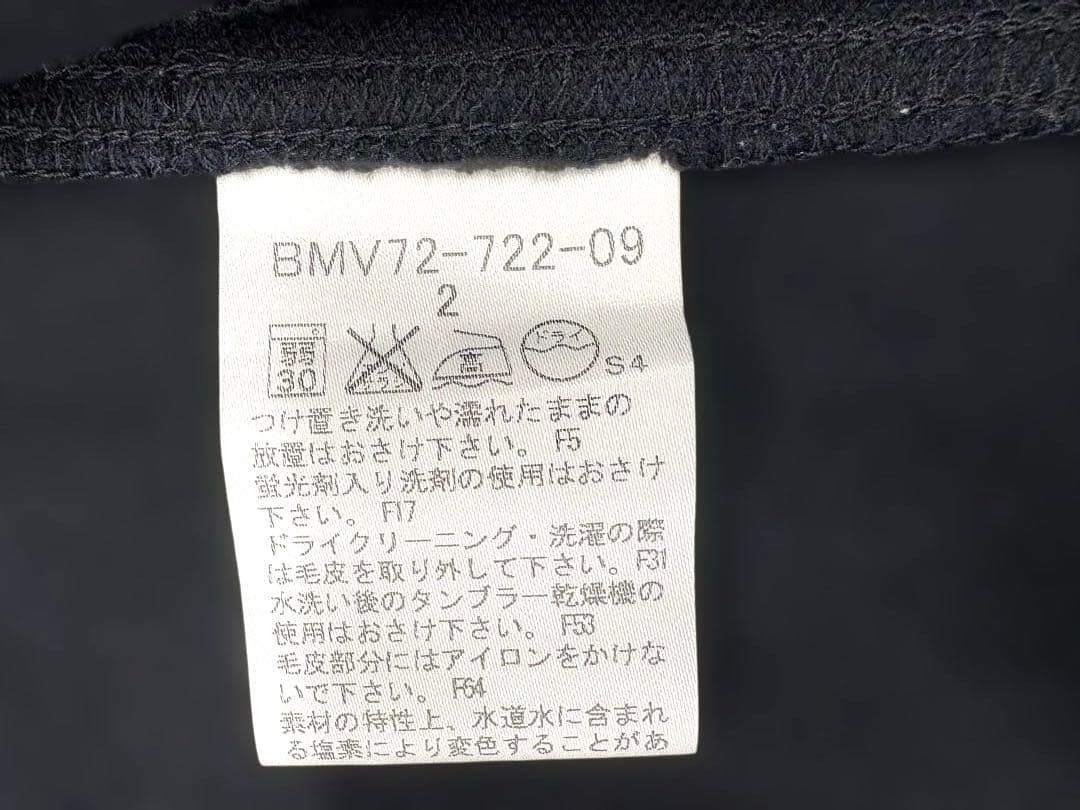 BMV72-722-09
2
弱
30
エンソ
サラシ
高
ドライ
S4
つけ置き洗いや濡れたままの
放置はおさけ下さい。 F5
蛍光剤入り洗剤の使用はおさけ
下さい。 F17
ドライクリーニング・洗濯の際
は毛皮を取り外して下さい。 F31
水洗い後のタンブラー乾燥機の
使用はおさけ下さい。 F53
毛皮部分にはアイロンをかけな
いで下さい。 F64
素材の特性上、水道水に含まれ
る塩素により変色することがあ